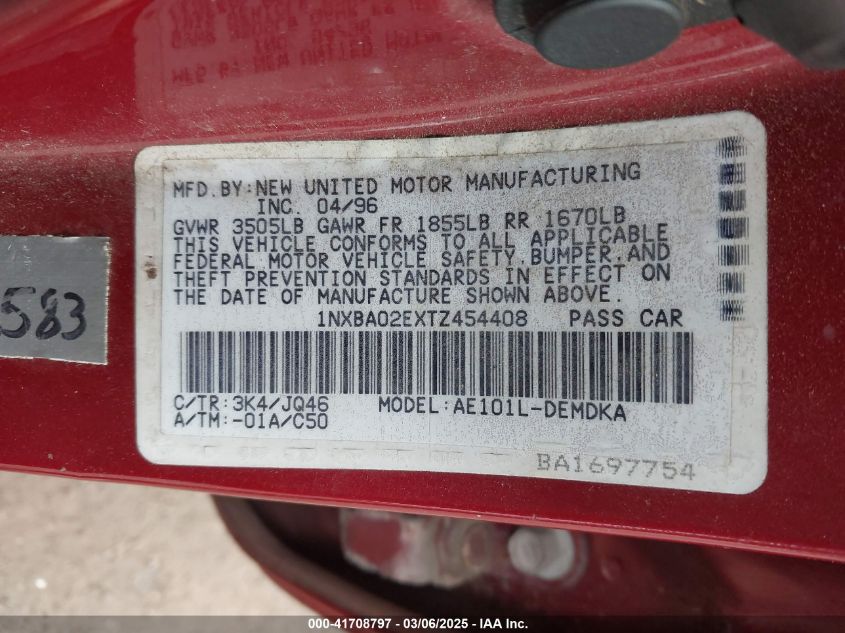 MFD.BY:NEW UNITED MOTOR MANUFACTURING
INC. 04/96
GVWR 3505LB GAWR FR 1855LB RR 1670LB
THIS VEHICLE CONFORMS TO ALL APPLICABLE
FEDERAL MOTOR VEHICLE SAFETY,BUMPER,AND
THEFT PREVENTION STANDARDS IN EFFECT ON
THE DATE OF MANUFACTURE SHOWN ABOVE.
1NXBA02EXTZ454408 PASS CAR
C/TR:3K4/JQ46 MODEL:AE101L-DEMDKA
A/TM:-01A/C50
BA1697754
583
000-41708797 - 03/06/2025 - #IAA Inc.